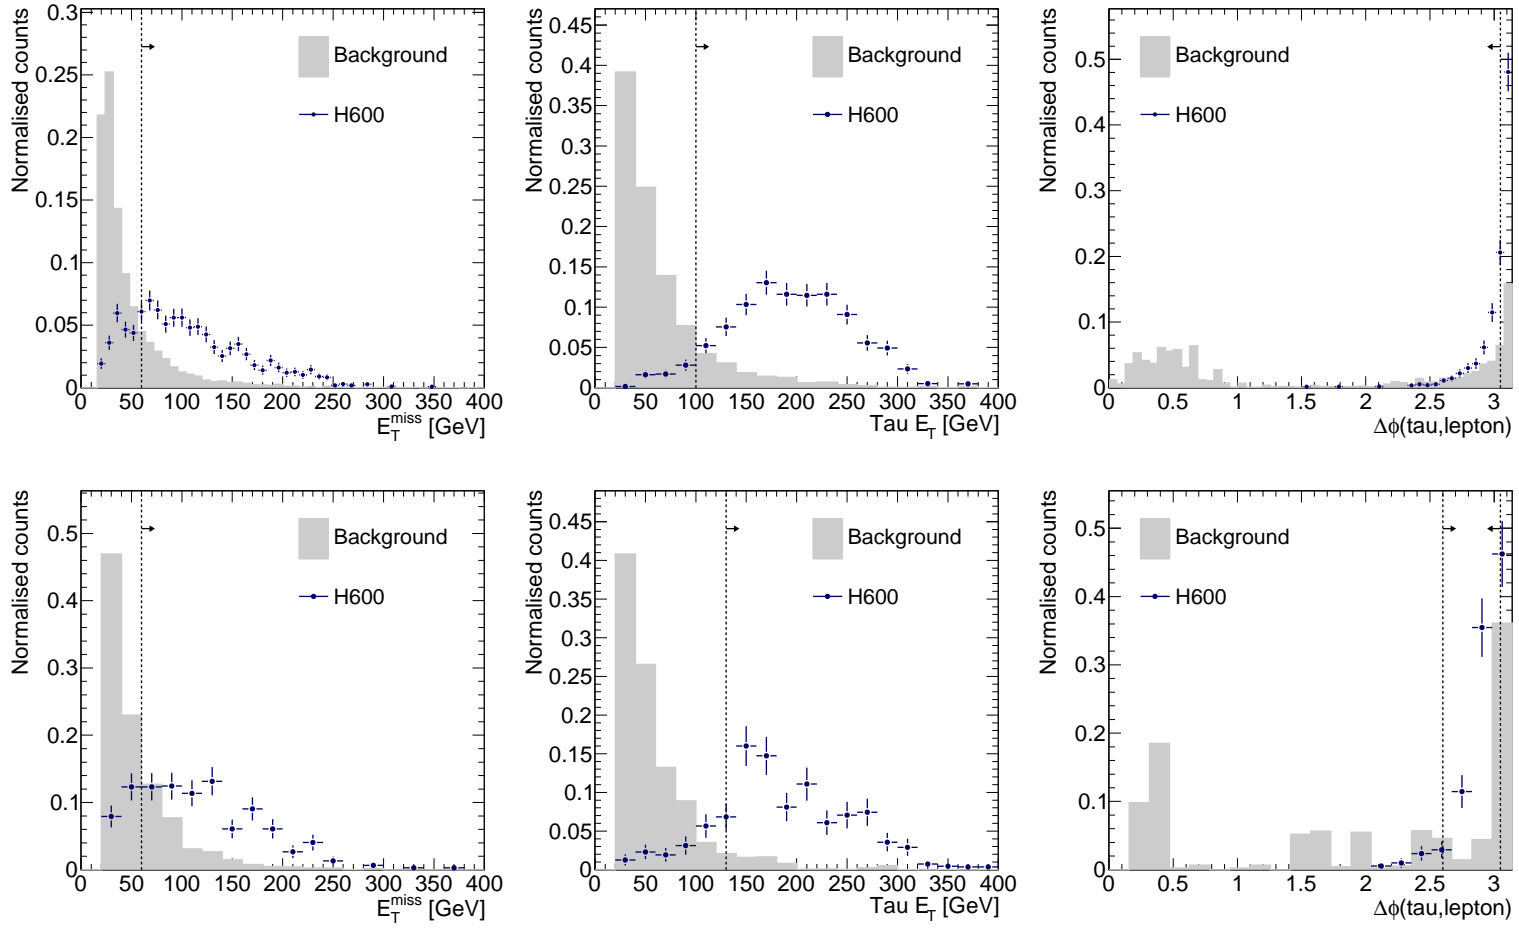 Normalised counts
0.3
0.25
0.2
0.15
0.1
0.05
0
Background
H600
0 50 100 150 200 250 300 350 400
E_T^miss [GeV]
Normalised counts
0.45
0.4
0.35
0.3
0.25
0.2
0.15
0.1
0.05
0
Background
H600
0 50 100 150 200 250 300 350 400
Tau E_T [GeV]
Normalised counts
0.5
0.4
0.3
0.2
0.1
0
Background
H600
0 0.5 1 1.5 2 2.5 3
Δϕ(tau,lepton)
Normalised counts
0.5
0.4
0.3
0.2
0.1
0
Background
H600
0 50 100 150 200 250 300 350 400
E_T^miss [GeV]
Normalised counts
0.45
0.4
0.35
0.3
0.25
0.2
0.15
0.1
0.05
0
Background
H600
0 50 100 150 200 250 300 350 400
Tau E_T [GeV]
Normalised counts
0.5
0.4
0.3
0.2
0.1
0
Background
H600
0 0.5 1 1.5 2 2.5 3
Δϕ(tau,lepton)